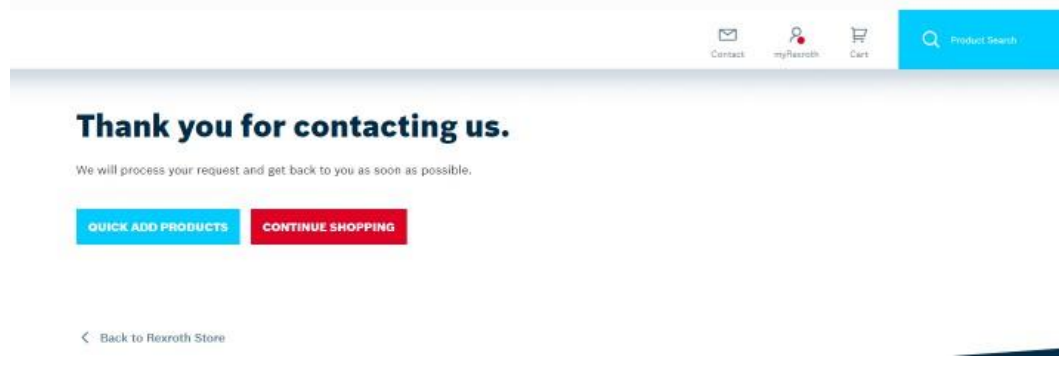 Contact
myRexroth
Cart
Product Search
Thank you for contacting us.
We will process your request and get back to you as soon as possible.
QUICK ADD PRODUCTS
CONTINUE SHOPPING
Back to Rexroth Store